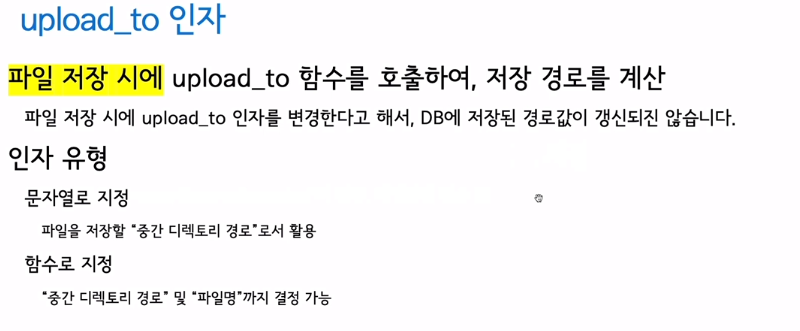 upload_to 인자
파일 저장 시에 upload_to 함수를 호출하여, 저장 경로를 계산
파일 저장 시에 upload_to 인자를 변경한다고 해서, DB에 저장된 경로값이 갱신되진 않습니다.
인자 유형
문자열로 지정
파일을 저장할 “중간 디렉토리 경로”로서 활용
함수로 지정
“중간 디렉토리 경로” 및 “파일명”까지 결정 가능